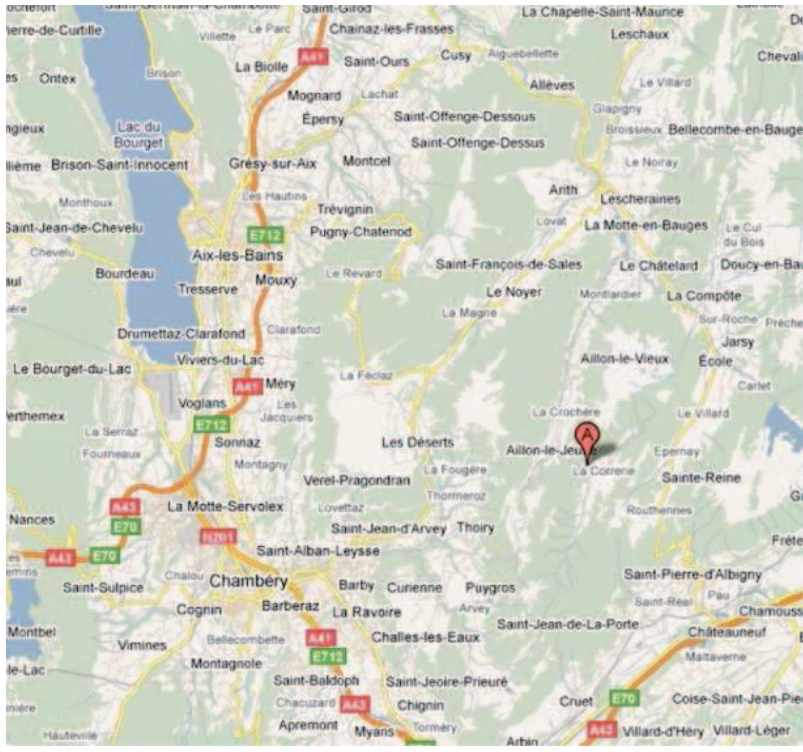 Saint-Girod
La Chapelle-Saint-Maurice
Pierre-de-Curtille
Villette
Le Parc
Chainaz-les-Frasses
Leschaux
A41
Cusy
Aiguebellette
Chevali
Ontex
Brison
La Biolle
Saint-Ours
Allèves
Le Villard
Mognard
Lachat
Glapigny
Épersy
Saint-Offenge-Dessous
Broissieux
Bellecombe-en-Bauge
Lac du
Bourget
Saint-Offenge-Dessus
Brison-Saint-Innocent
Grésy-sur-Aix
Montcel
Le Noiray
Arith
Les Hautins
Lescheraines
Monthoux
Trévignin
Lovat
Saint-Jean-de-Chevelu
E712
Pugny-Chatenod
La Motte-en-Bauges
Le Cul
du Bois
Chevelu
Aix-les-Bains
Bourdeau
Le Revard
Saint-François-de-Sales
Le Châtelard
Doucy-en-Bau
Mouxy
Tresserve
Le Noyer
Montlardier
La Compôte
La Magne
Sur-Roche
Préche
Drumettaz-Clarafond
Clarafond
Jarsy
Viviers-du-Lac
Aillon-le-Vieux
École
Le Bourget-du-Lac
La Féclaz
A41
Méry
Carlet
Voglans
Les
Jacquiers
La Crochère
Le Villard
E712
La Serraz
Sonnaz
Les Déserts
A
Fourneaux
Aillon-le-Jeune
Epernay
Montagny
La Fougère
La Correrie
Verel-Pragondran
Sainte-Reine
Thormeroz
A43
La Motte-Servolex
Lovettaz
Routhennes
Nances
E70
Saint-Jean-d'Arvey
Thoiry
N201
A43
E70
Saint-Alban-Leysse
Chalou
Saint-Pierre-d'Albigny
Saint-Sulpice
Chambéry
Barby
Curienne
Puygros
Pau
Cognin
Barberaz
La Ravoire
Arvey
Saint-Réal
Chamouss
Montbel
Bellecombette
A41
Challes-les-Eaux
Saint-Jean-de-La-Porte
Châteauneuf
Vimines
E712
Maltaverne
Montagnole
Saint-Baldoph
Saint-Jeoire-Prieuré
Chacuzard
A43
Chignin
Cruet
E70
Coise-Saint-Jean-Pie
Hauteville
Apremont
Tormery
Myans
A43
Arbin
Villard-d'Héry
Villard-Léger